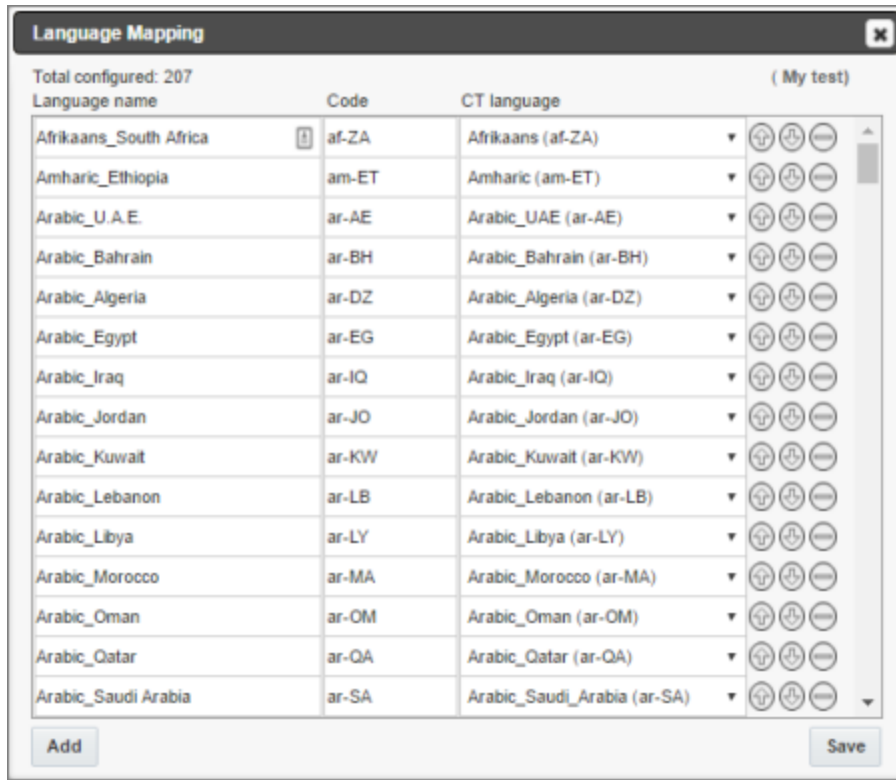 Language Mapping
Total configured: 207 ( My test)
Language name Code CT language
Afrikaans_South Africa af-ZA Afrikaans (af-ZA)
Amharic_Ethiopia am-ET Amharic (am-ET)
Arabic_U.A.E. ar-AE Arabic_UAE (ar-AE)
Arabic_Bahrain ar-BH Arabic_Bahrain (ar-BH)
Arabic_Algeria ar-DZ Arabic_Algeria (ar-DZ)
Arabic_Egypt ar-EG Arabic_Egypt (ar-EG)
Arabic_Iraq ar-IQ Arabic_Iraq (ar-IQ)
Arabic_Jordan ar-JO Arabic_Jordan (ar-JO)
Arabic_Kuwait ar-KW Arabic_Kuwait (ar-KW)
Arabic_Lebanon ar-LB Arabic_Lebanon (ar-LB)
Arabic_Libya ar-LY Arabic_Libya (ar-LY)
Arabic_Morocco ar-MA Arabic_Morocco (ar-MA)
Arabic_Oman ar-OM Arabic_Oman (ar-OM)
Arabic_Qatar ar-QA Arabic_Qatar (ar-QA)
Arabic_Saudi Arabia ar-SA Arabic_Saudi_Arabia (ar-SA)
Add Save